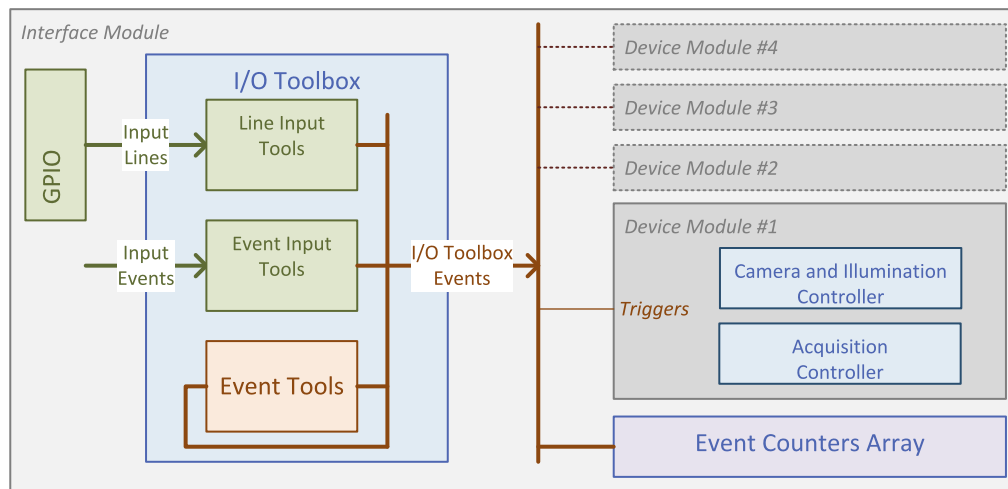 Interface Module
I/O Toolbox
GPIO
Input
Lines
Line Input
Tools
Input
Events
Event Input
Tools
Event Tools
I/O Toolbox
Events
Device Module #4
Device Module #3
Device Module #2
Device Module #1
Camera and Illumination
Controller
Triggers
Acquisition
Controller
Event Counters Array